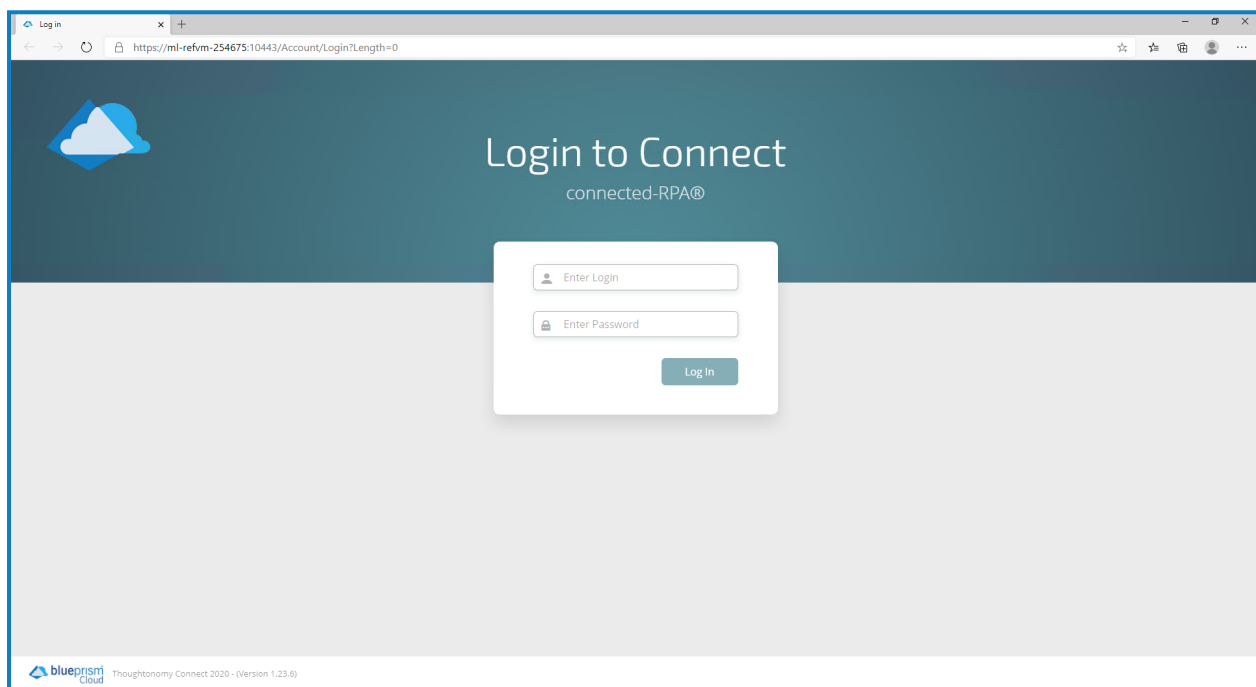 Log in
https://ml-refvm-254675:10443/Account/Login?Length=0
Login to Connect
connected-RPA®
Enter Login
Enter Password
Log In
blueprism
Cloud
Thoughtonomy Connect 2020 - (Version 1.23.6)